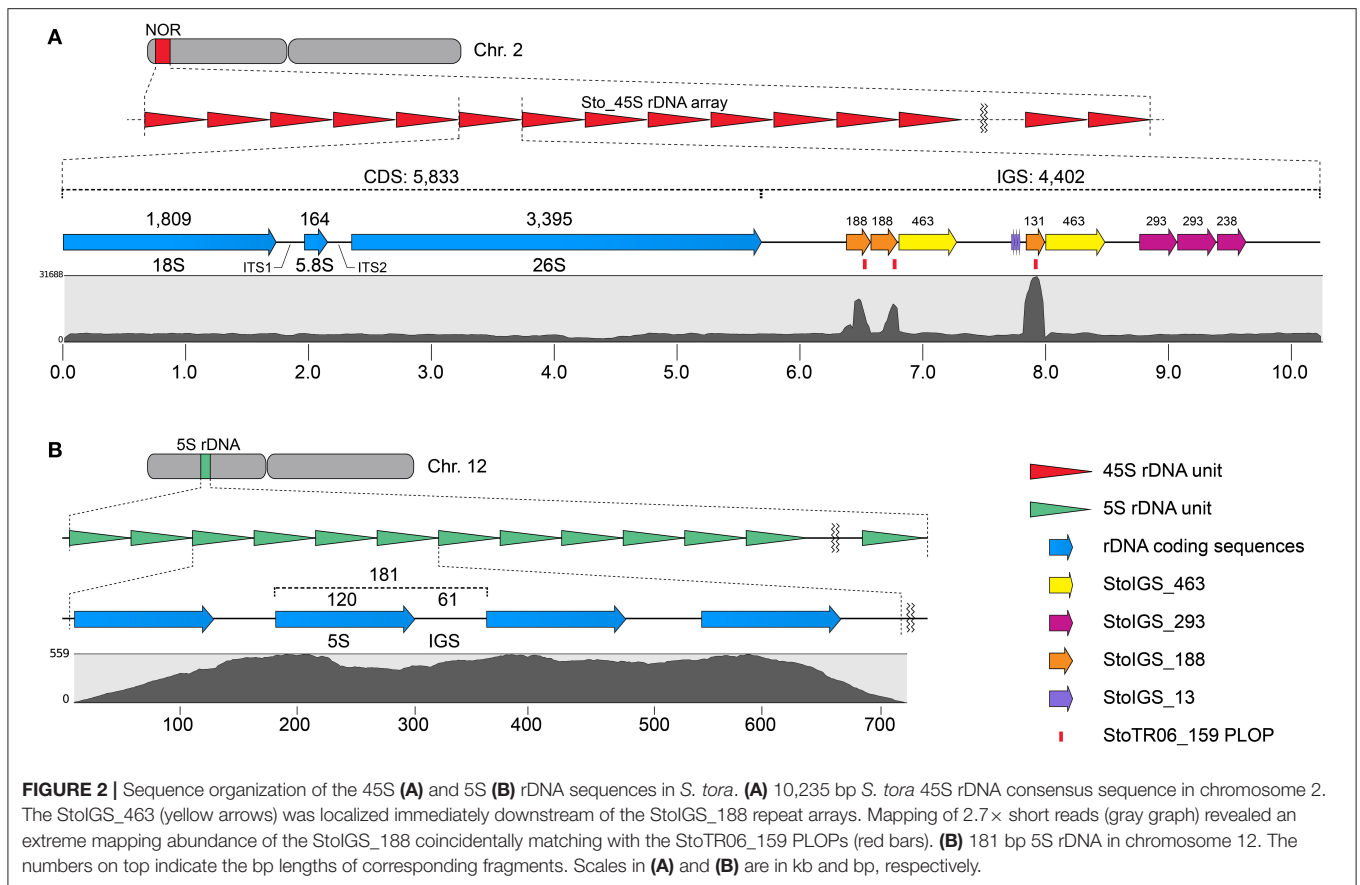 A
NOR
Chr. 2
Sto_45S rDNA array
CDS: 5,833
IGS: 4,402
1,809
164
3,395
188
188
463
131
463
293
293
238
18S
ITS1
5.8S
ITS2
26S
31688
0
0.0
1.0
2.0
3.0
4.0
5.0
6.0
7.0
8.0
9.0
10.0
B
5S rDNA
Chr. 12
181
120
61
5S
IGS
559
0
100
200
300
400
500
600
700
45S rDNA unit
5S rDNA unit
rDNA coding sequences
StoIGS_463
StoIGS_293
StoIGS_188
StoIGS_13
StoTR06_159 PLOP
FIGURE 2 | Sequence organization of the 45S (A) and 5S (B) rDNA sequences in S. tora. (A) 10,235 bp S. tora 45S rDNA consensus sequence in chromosome 2.
The StoIGS_463 (yellow arrows) was localized immediately downstream of the StoIGS_188 repeat arrays. Mapping of 2.7× short reads (gray graph) revealed an
extreme mapping abundance of the StoIGS_188 coincidentally matching with the StoTR06_159 PLOPs (red bars). (B) 181 bp 5S rDNA in chromosome 12. The
numbers on top indicate the bp lengths of corresponding fragments. Scales in (A) and (B) are in kb and bp, respectively.